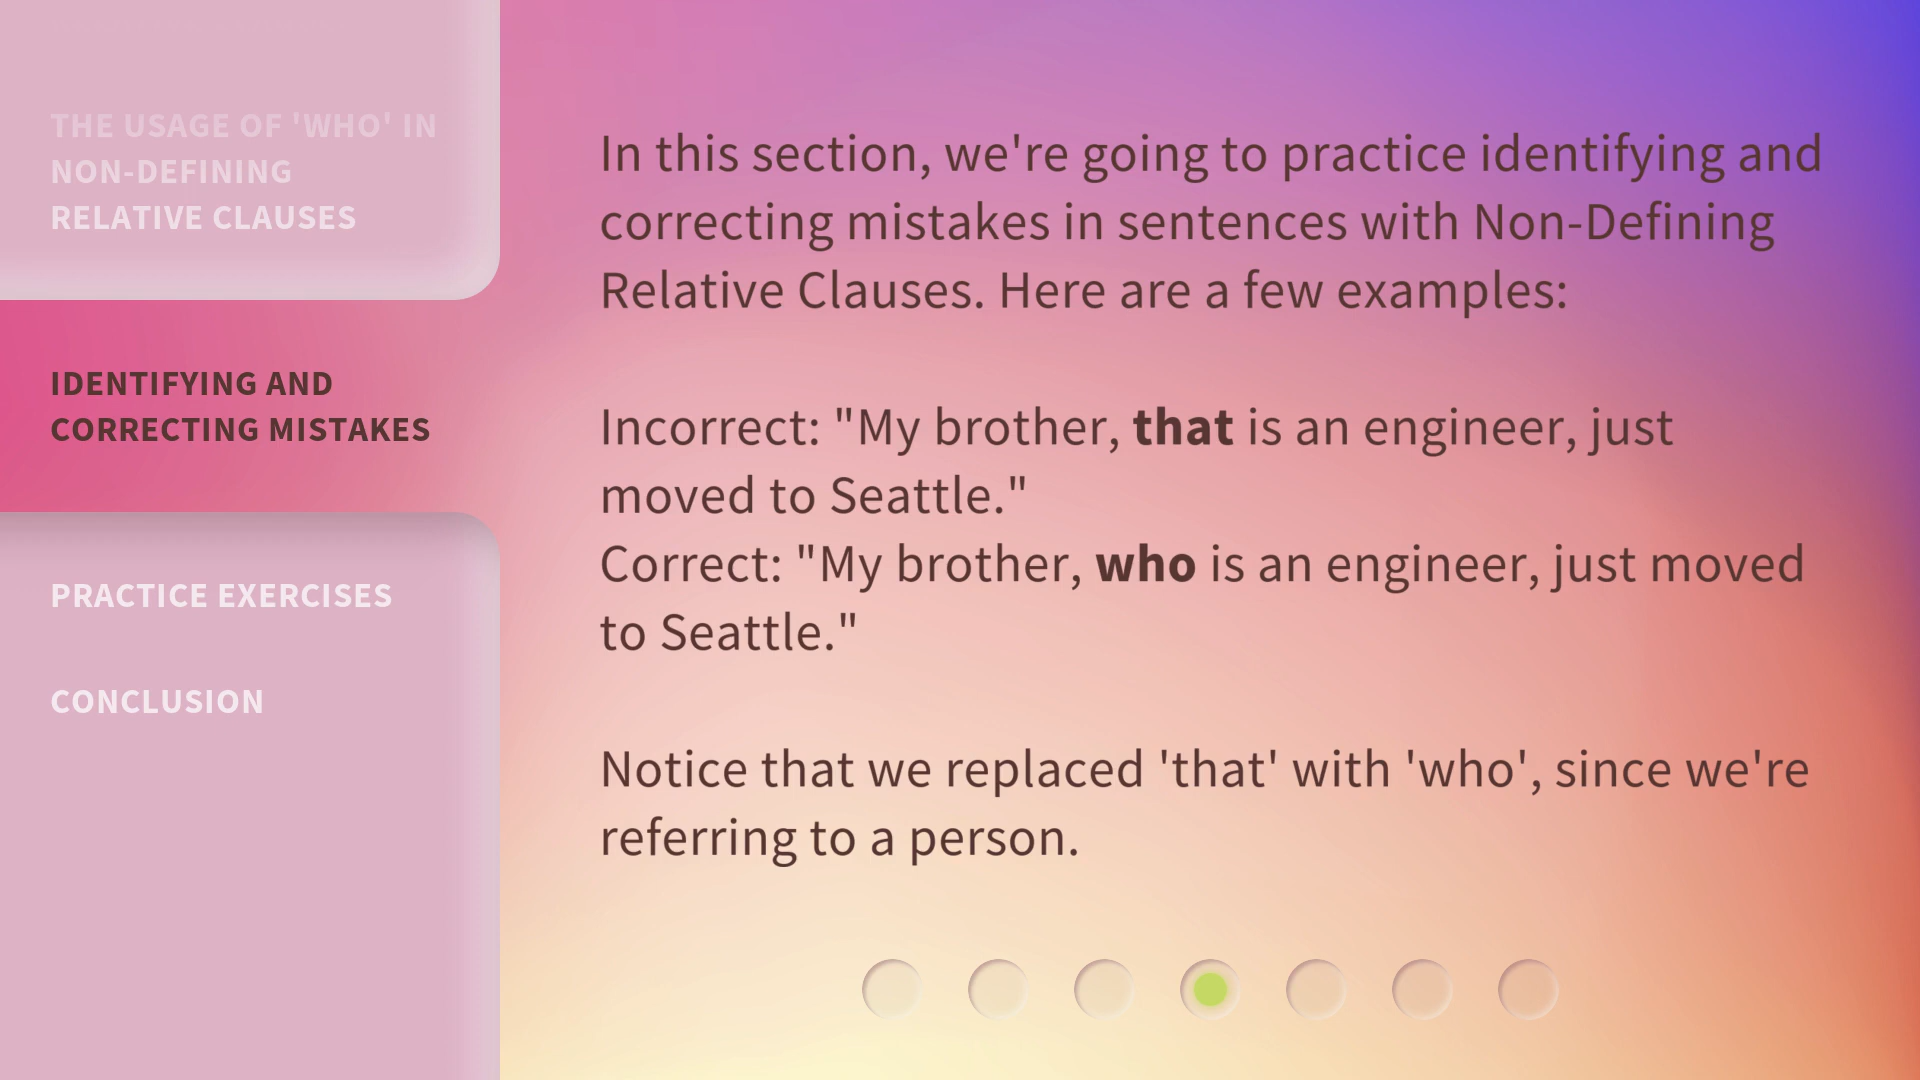 THE USAGE OF 'WHO' IN
NON-DEFINING
RELATIVE CLAUSES
IDENTIFYING AND
CORRECTING MISTAKES
PRACTICE EXERCISES
CONCLUSION
In this section, we're going to practice identifying and
correcting mistakes in sentences with Non-Defining
Relative Clauses. Here are a few examples:
Incorrect: "My brother, that is an engineer, just
moved to Seattle."
Correct: "My brother, who is an engineer, just moved
to Seattle."
Notice that we replaced 'that' with 'who', since we're
referring to a person.